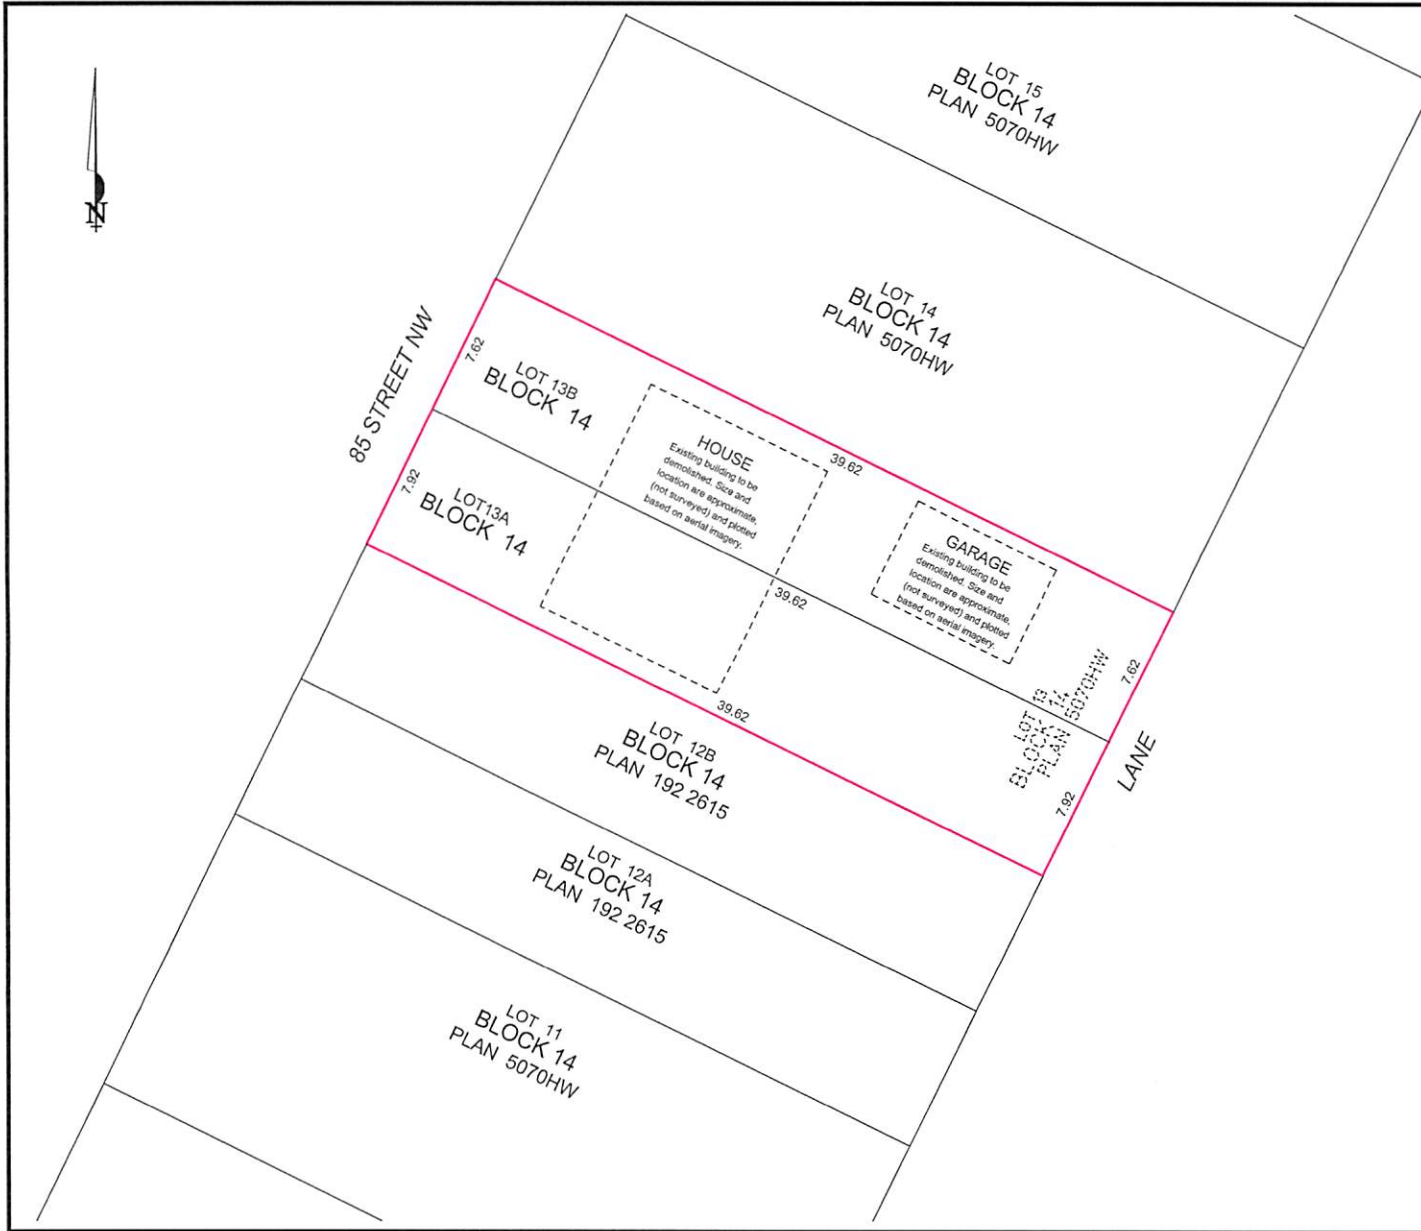 LOT 15
BLOCK 14
PLAN 5070HW
N
LOT 14
BLOCK 14
PLAN 5070HW
85 STREET NW
7.62
LOT 13B
BLOCK 14
HOUSE
Existing building to be
demolished. Size and
location are approximate,
(not surveyed) and plotted
based on aerial imagery.
39.62
7.92
LOT13A
BLOCK 14
GARAGE
Existing building to be
demolished. Size and
location are approximate,
(not surveyed) and plotted
based on aerial imagery.
39.62
7.62
LOT 13
BLOCK 14
PLAN 5070HW
LANE
7.92
39.62
LOT 12B
BLOCK 14
PLAN 192 2615
LOT 12A
BLOCK 14
PLAN 192 2615
LOT 11
BLOCK 14
PLAN 5070HW